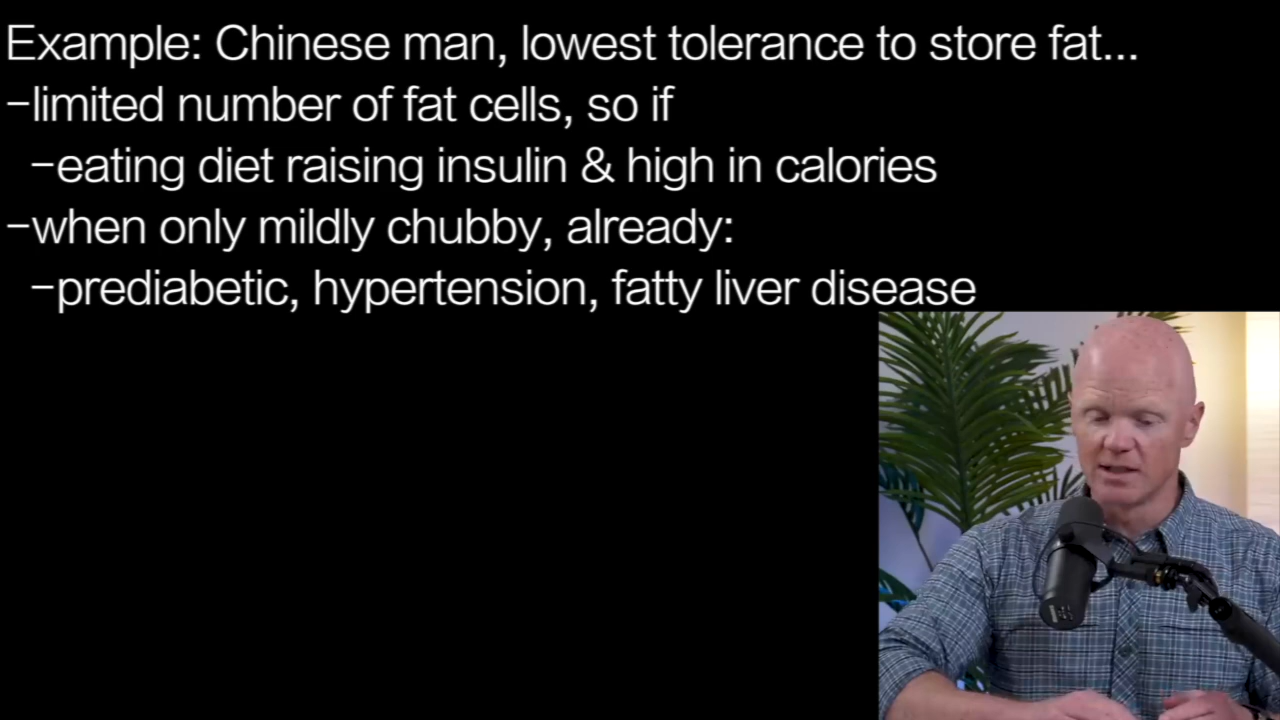 Example: Chinese man, lowest tolerance to store fat...
-limited number of fat cells, so if
-eating diet raising insulin & high in calories
-when only mildly chubby, already:
-prediabetic, hypertension, fatty liver disease